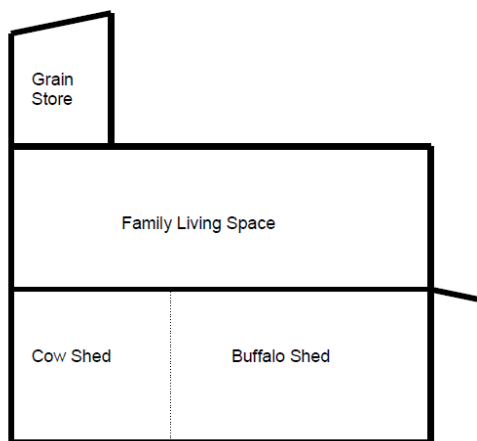 Grain
Store
Family Living Space
Cow Shed
Buffalo Shed